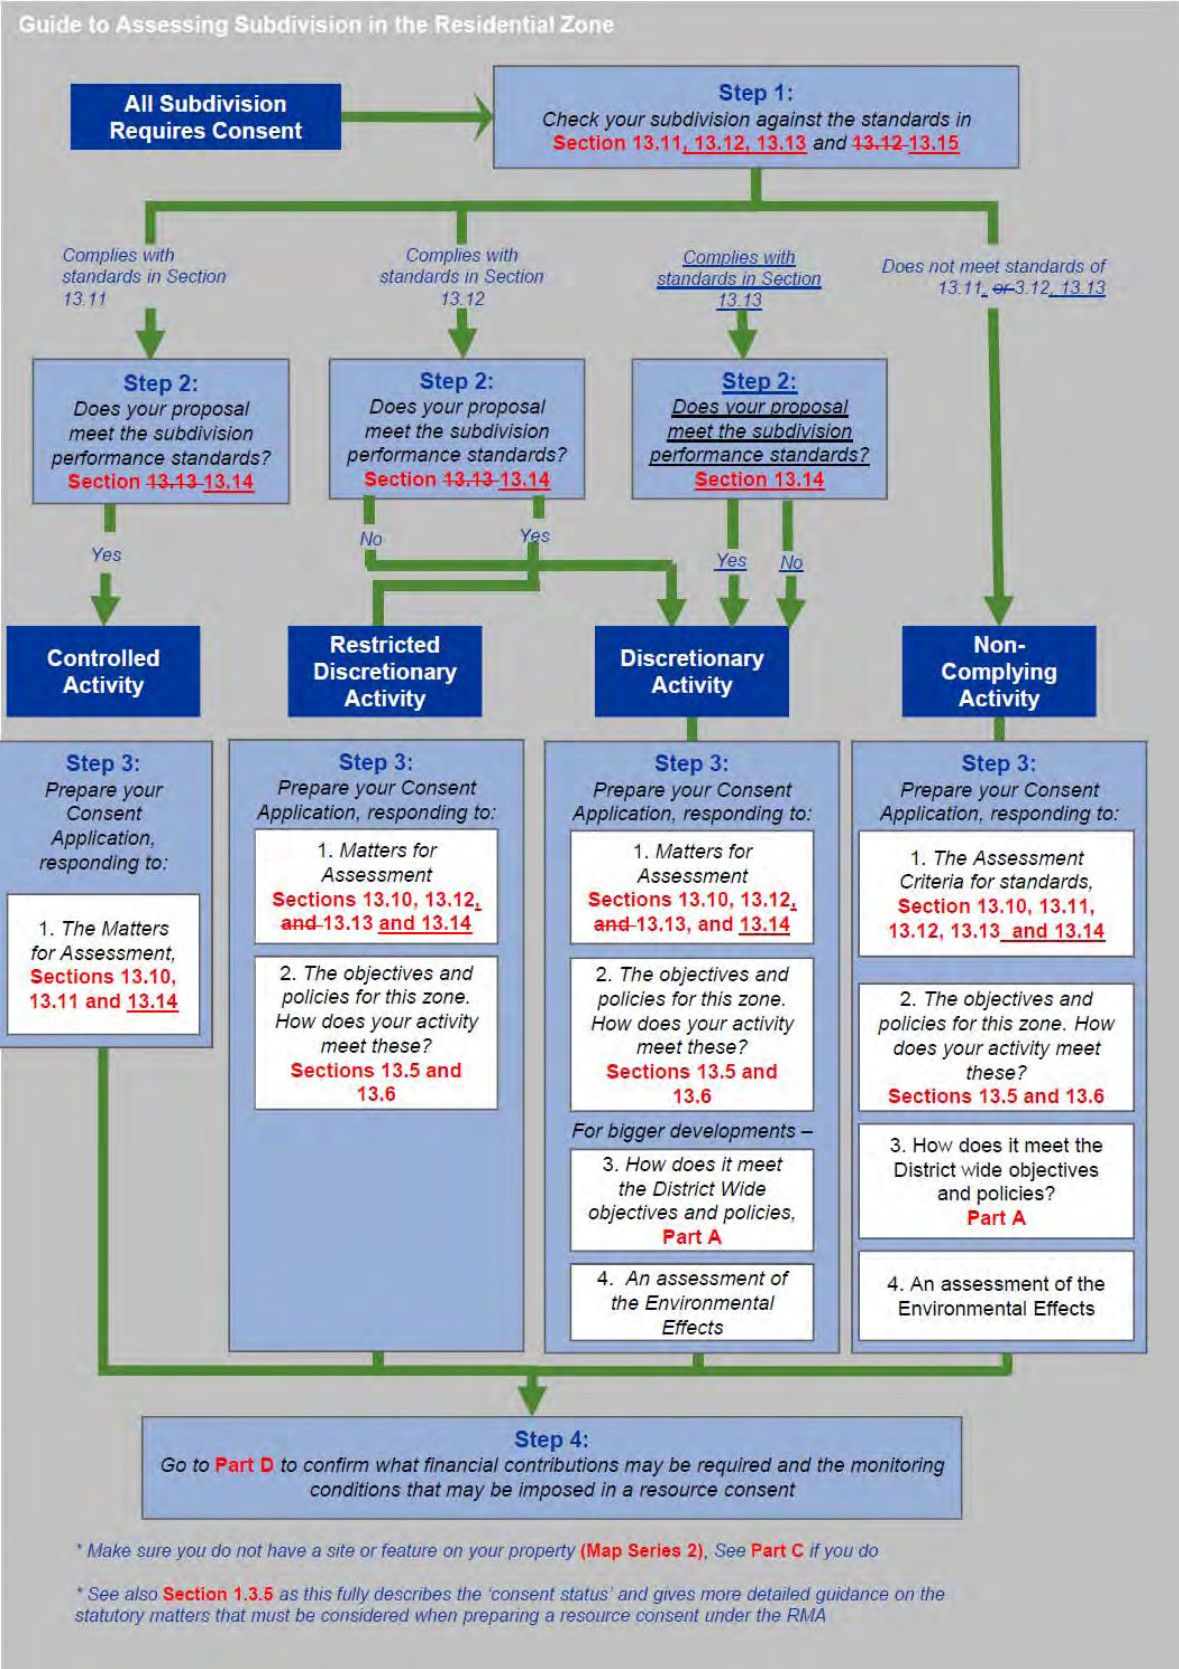 Guide to Assessing Subdivision in the Residential Zone
All Subdivision
Requires Consent
Step 1:
Check your subdivision against the standards in
Section 13.11, 13.12, 13.13 and 13.12 13.15
Complies with
standards in Section
13.11
Complies with
standards in Section
13.12
Complies with
standards in Section
13.13
Does not meet standards of
13.11, or 3.12, 13.13
Step 2:
Does your proposal
meet the subdivision
performance standards?
Section 13.13 13.14
Step 2:
Does your proposal
meet the subdivision
performance standards?
Section 13.13 13.14
Step 2:
Does your proposal
meet the subdivision
performance standards?
Section 13.14
Yes
No
Yes
Yes
No
Controlled
Activity
Restricted
Discretionary
Activity
Discretionary
Activity
Non-
Complying
Activity
Step 3:
Prepare your
Consent
Application,
responding to:
1. The Matters
for Assessment,
Sections 13.10,
13.11 and 13.14
Step 3:
Prepare your Consent
Application, responding to:
1. Matters for
Assessment
Sections 13.10, 13.12,
and 13.13 and 13.14
2. The objectives and
policies for this zone.
How does your activity
meet these?
Sections 13.5 and
13.6
Step 3:
Prepare your Consent
Application, responding to:
1. Matters for
Assessment
Sections 13.10, 13.12,
and 13.13, and 13.14
2. The objectives and
policies for this zone.
How does your activity
meet these?
Sections 13.5 and
13.6
For bigger developments –
3. How does it meet
the District Wide
objectives and policies,
Part A
4. An assessment of
the Environmental
Effects
Step 3:
Prepare your Consent
Application, responding to:
1. The Assessment
Criteria for standards,
Section 13.10, 13.11,
13.12, 13.13 and 13.14
2. The objectives and
policies for this zone. How
does your activity meet
these?
Sections 13.5 and 13.6
3. How does it meet the
District wide objectives
and policies?
Part A
4. An assessment of the
Environmental Effects
Step 4:
Go to Part D to confirm what financial contributions may be required and the monitoring
conditions that may be imposed in a resource consent
* Make sure you do not have a site or feature on your property (Map Series 2), See Part C if you do
* See also Section 1.3.5 as this fully describes the 'consent status' and gives more detailed guidance on the
statutory matters that must be considered when preparing a resource consent under the RMA